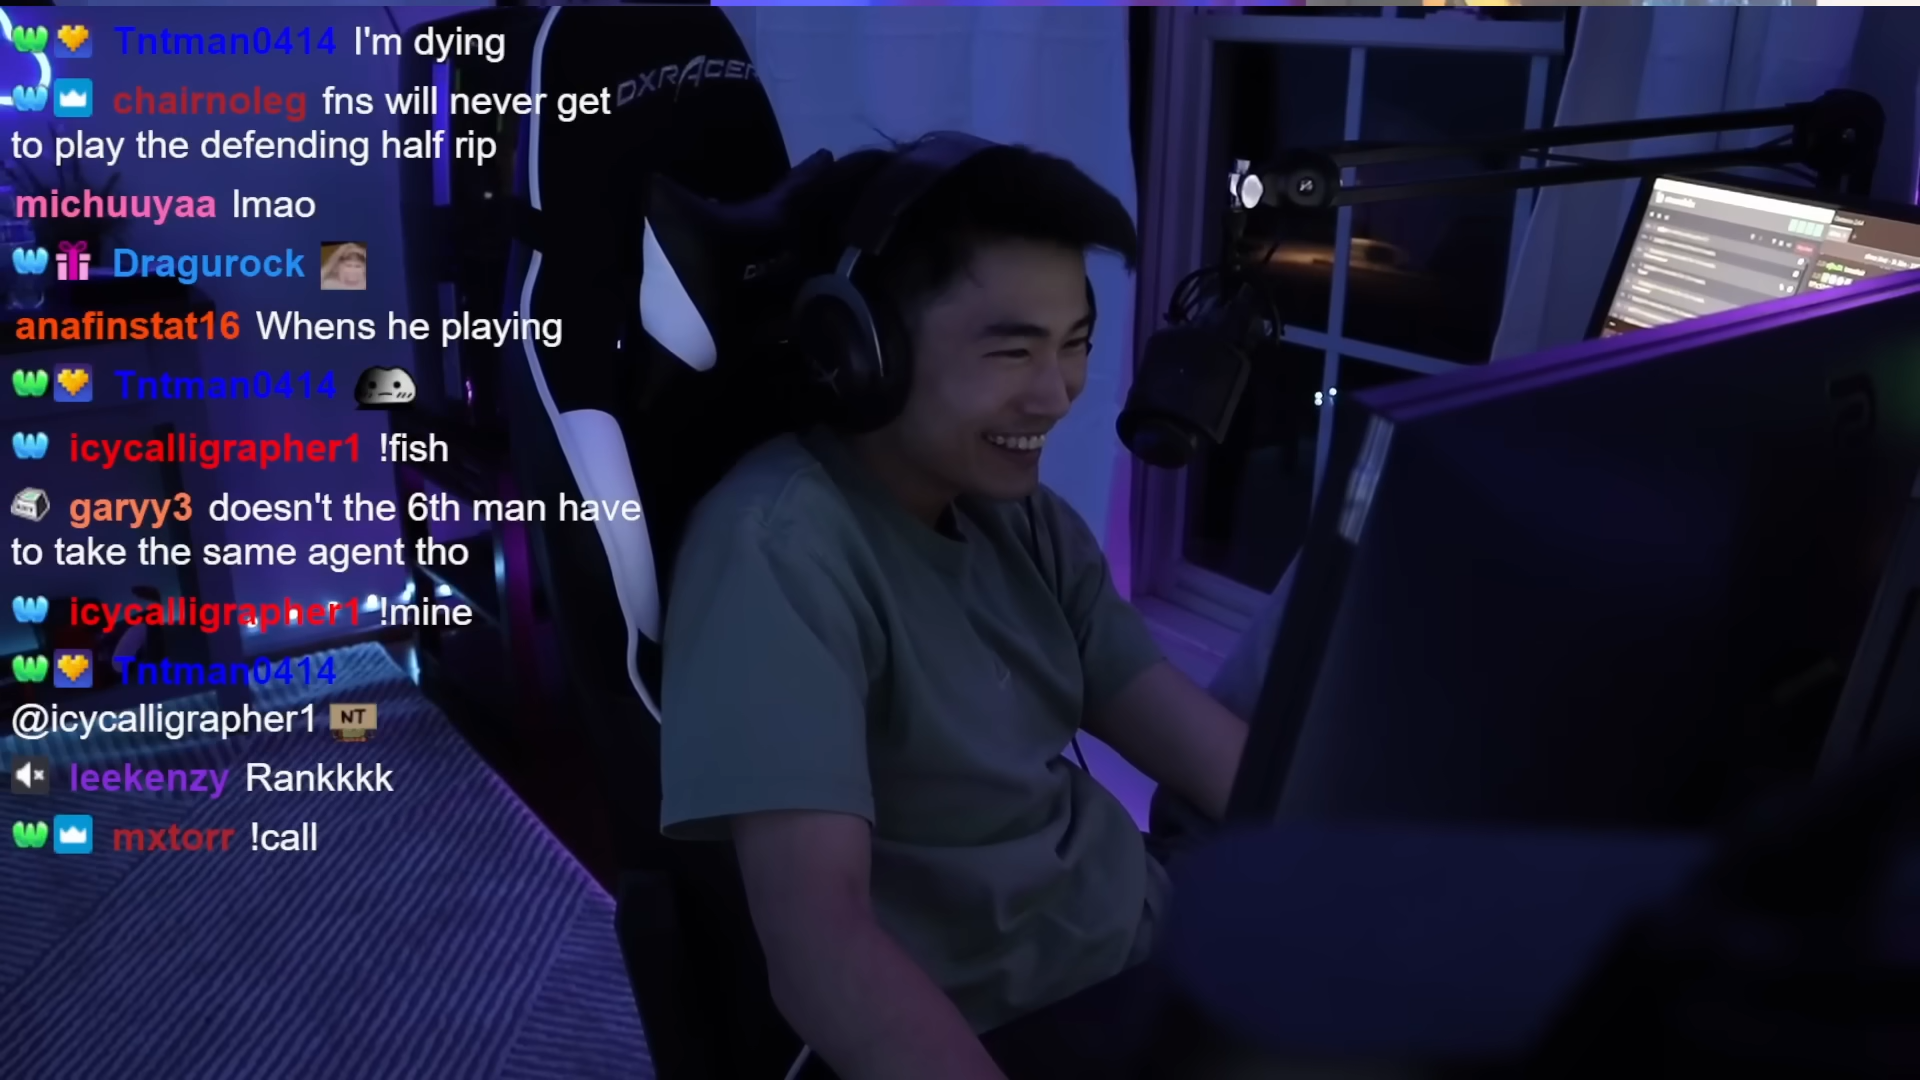 DXRACER
Tntman0414 I'm dying
chairnoleg fns will never get
to play the defending half rip
michuuyaa lmao
Dragurock
anafinstat16 Whens he playing
Tntman0414
icycalligrapher1 !fish
garyy3 doesn't the 6th man have
to take the same agent tho
icycalligrapher1 !mine
Tntman0414
@icycalligrapher1 NT
leekenzy Rankkkk
mxtorr !call